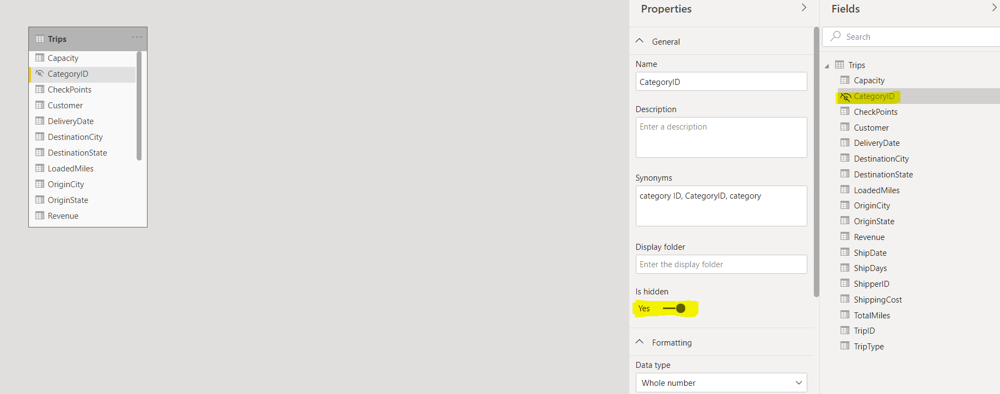 Trips
Capacity
CategoryID
CheckPoints
Customer
DeliveryDate
DestinationCity
DestinationState
LoadedMiles
OriginCity
OriginState
Revenue
Properties
General
Name
CategoryID
Description
Enter a description
Synonyms
category ID, CategoryID, category
Display folder
Enter the display folder
Is hidden
Yes
Formatting
Data type
Whole number
Fields
Search
Trips
Capacity
CategoryID
CheckPoints
Customer
DeliveryDate
DestinationCity
DestinationState
LoadedMiles
OriginCity
OriginState
Revenue
ShipDate
ShipDays
ShipperID
ShippingCost
TotalMiles
TripID
TripType